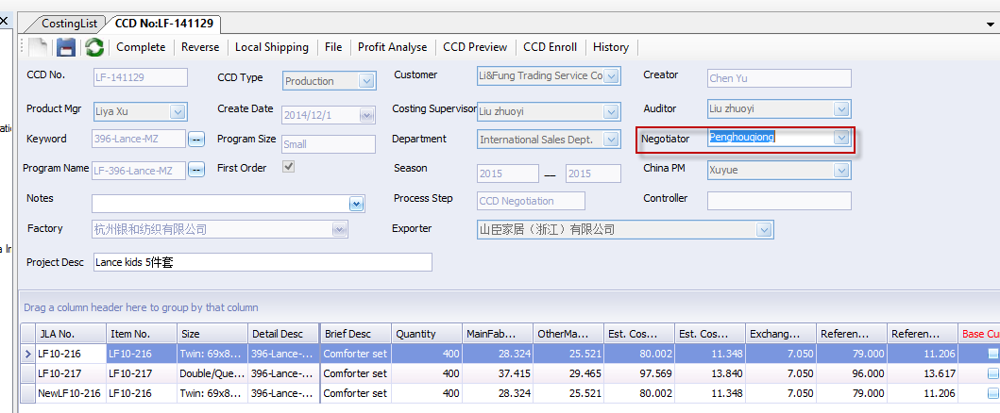 CostingList CCD No:LF-141129
Complete Reverse Local Shipping File Profit Analyse CCD Preview CCD Enroll History
CCD No. LF-141129 CCD Type Production Customer Li&Fung Trading Service Co Creator Chen Yu
Product Mgr Liya Xu Create Date 2014/12/1 Costing Supervisor Liu zhuoyi Auditor Liu zhuoyi
Keyword 396-Lance-MZ Program Size Small Department International Sales Dept. Negotiator Penghouqiong
Program Name LF-396-Lance-MZ First Order Season 2015 — 2015 China PM Xuyue
Notes Process Step CCD Negotiation Controller
Factory 杭州银和纺织有限公司 Exporter 山臣家居（浙江）有限公司
Project Desc Lance kids 5件套
Drag a column header here to group by that column
JLA No. Item No. Size Detail Desc Brief Desc Quantity MainFab... OtherMa... Est. Cos... Est. Cos... Exchang... Referen... Referen... Base Cu
LF10-216 LF10-216 Twin: 69x8... 396-Lance-... Comforter set 400 28.324 25.521 80.002 11.348 7.050 79.000 11.206
LF10-217 LF10-217 Double/Que... 396-Lance-... Comforter set 400 37.415 29.465 97.569 13.840 7.050 96.000 13.617
NewLF10-216 LF10-216 Twin: 69x8... 396-Lance-... Comforter set 400 28.324 25.521 80.002 11.348 7.050 79.000 11.206